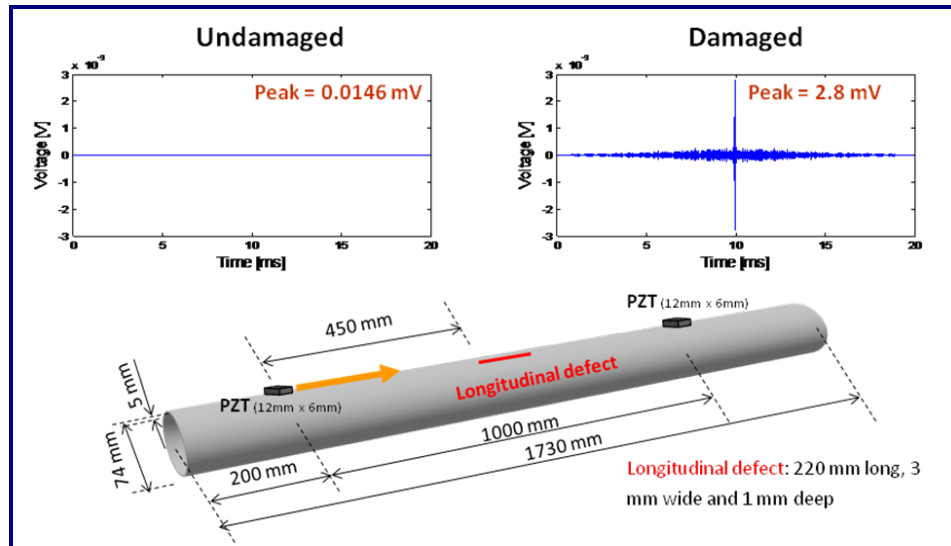 Undamaged
Damaged
× 10⁻³
Peak = 0.0146 mV
3
2
1
0
-1
-2
-3
Voltage [V]
0
5
10
15
20
Time [ms]
× 10⁻³
Peak = 2.8 mV
3
2
1
0
-1
-2
-3
Voltage [V]
0
5
10
15
20
Time [ms]
PZT (12mm x 6mm)
450 mm
Longitudinal defect
PZT (12mm x 6mm)
5 mm
74 mm
200 mm
1000 mm
1730 mm
Longitudinal defect: 220 mm long, 3
mm wide and 1 mm deep